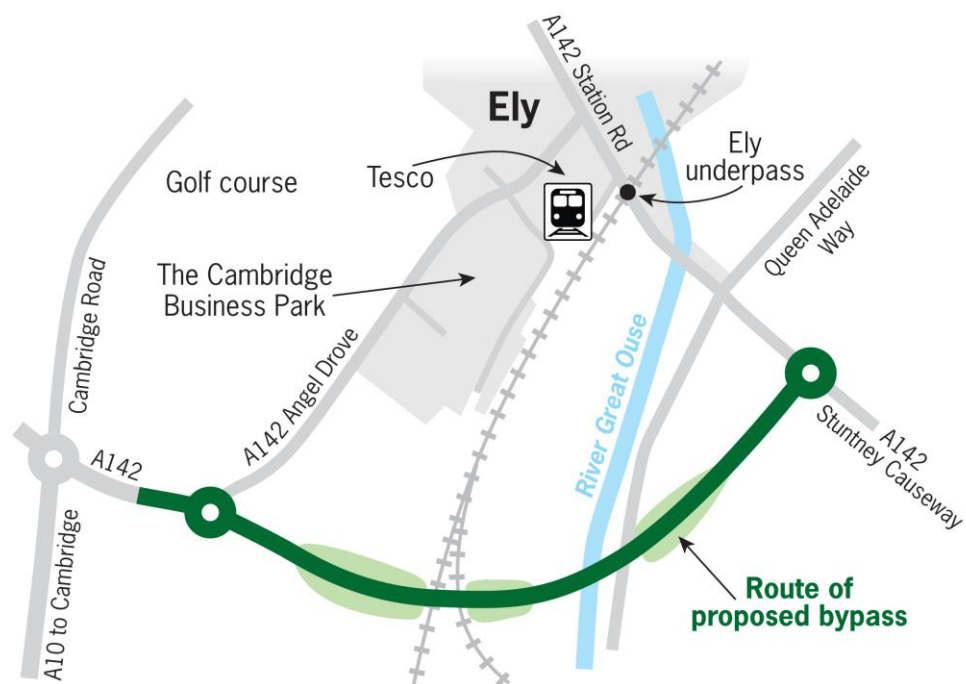 A142 Station Rd
Ely
Ely
underpass
Tesco
Golf course
Queen Adelaide
Way
The Cambridge
Business Park
Cambridge Road
A142 Angel Drove
River Great Ouse
A142
A142
Stuntney Causeway
A10 to Cambridge
Route of
proposed bypass